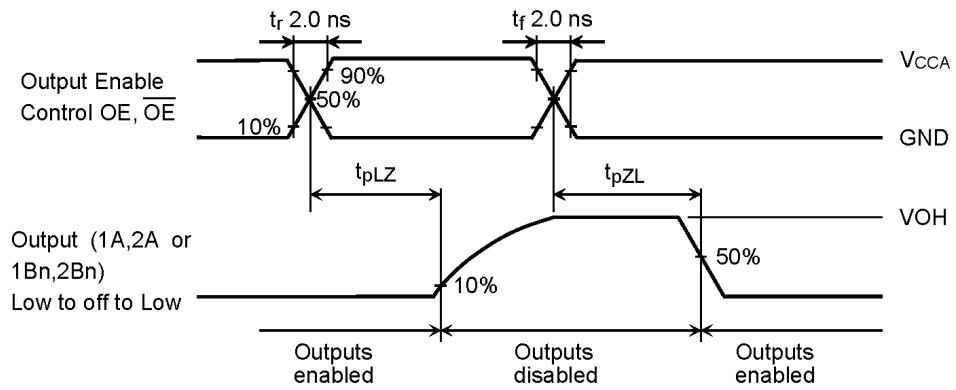 tr 2.0 ns
tf 2.0 ns
Output Enable
Control OE, O̅E̅
90%
50%
10%
VCCA
GND
tpLZ
tpZL
Output (1A,2A or
1Bn,2Bn)
Low to off to Low
VOH
10%
50%
Outputs
enabled
Outputs
disabled
Outputs
enabled